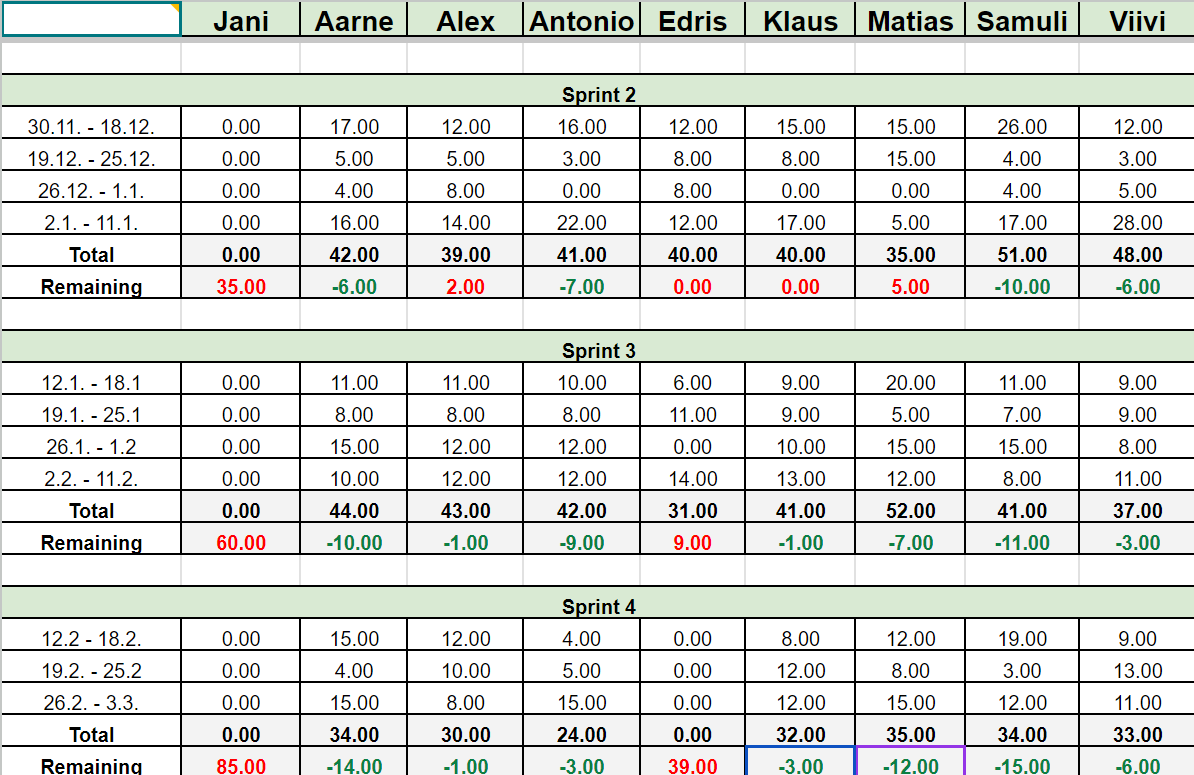 Jani Aarne Alex Antonio Edris Klaus Matias Samuli Viivi
Sprint 2
30.11. - 18.12. 0.00 17.00 12.00 16.00 12.00 15.00 15.00 26.00 12.00
19.12. - 25.12. 0.00 5.00 5.00 3.00 8.00 8.00 15.00 4.00 3.00
26.12. - 1.1. 0.00 4.00 8.00 0.00 8.00 0.00 0.00 4.00 5.00
2.1. - 11.1. 0.00 16.00 14.00 22.00 12.00 17.00 5.00 17.00 28.00
Total 0.00 42.00 39.00 41.00 40.00 40.00 35.00 51.00 48.00
Remaining 35.00 -6.00 2.00 -7.00 0.00 0.00 5.00 -10.00 -6.00
Sprint 3
12.1. - 18.1 0.00 11.00 11.00 10.00 6.00 9.00 20.00 11.00 9.00
19.1. - 25.1 0.00 8.00 8.00 8.00 11.00 9.00 5.00 7.00 9.00
26.1. - 1.2 0.00 15.00 12.00 12.00 0.00 10.00 15.00 15.00 8.00
2.2. - 11.2. 0.00 10.00 12.00 12.00 14.00 13.00 12.00 8.00 11.00
Total 0.00 44.00 43.00 42.00 31.00 41.00 52.00 41.00 37.00
Remaining 60.00 -10.00 -1.00 -9.00 9.00 -1.00 -7.00 -11.00 -3.00
Sprint 4
12.2 - 18.2. 0.00 15.00 12.00 4.00 0.00 8.00 12.00 19.00 9.00
19.2. - 25.2 0.00 4.00 10.00 5.00 0.00 12.00 8.00 3.00 13.00
26.2. - 3.3. 0.00 15.00 8.00 15.00 0.00 12.00 15.00 12.00 11.00
Total 0.00 34.00 30.00 24.00 0.00 32.00 35.00 34.00 33.00
Remaining 85.00 -14.00 -1.00 -3.00 39.00 -3.00 -12.00 -15.00 -6.00